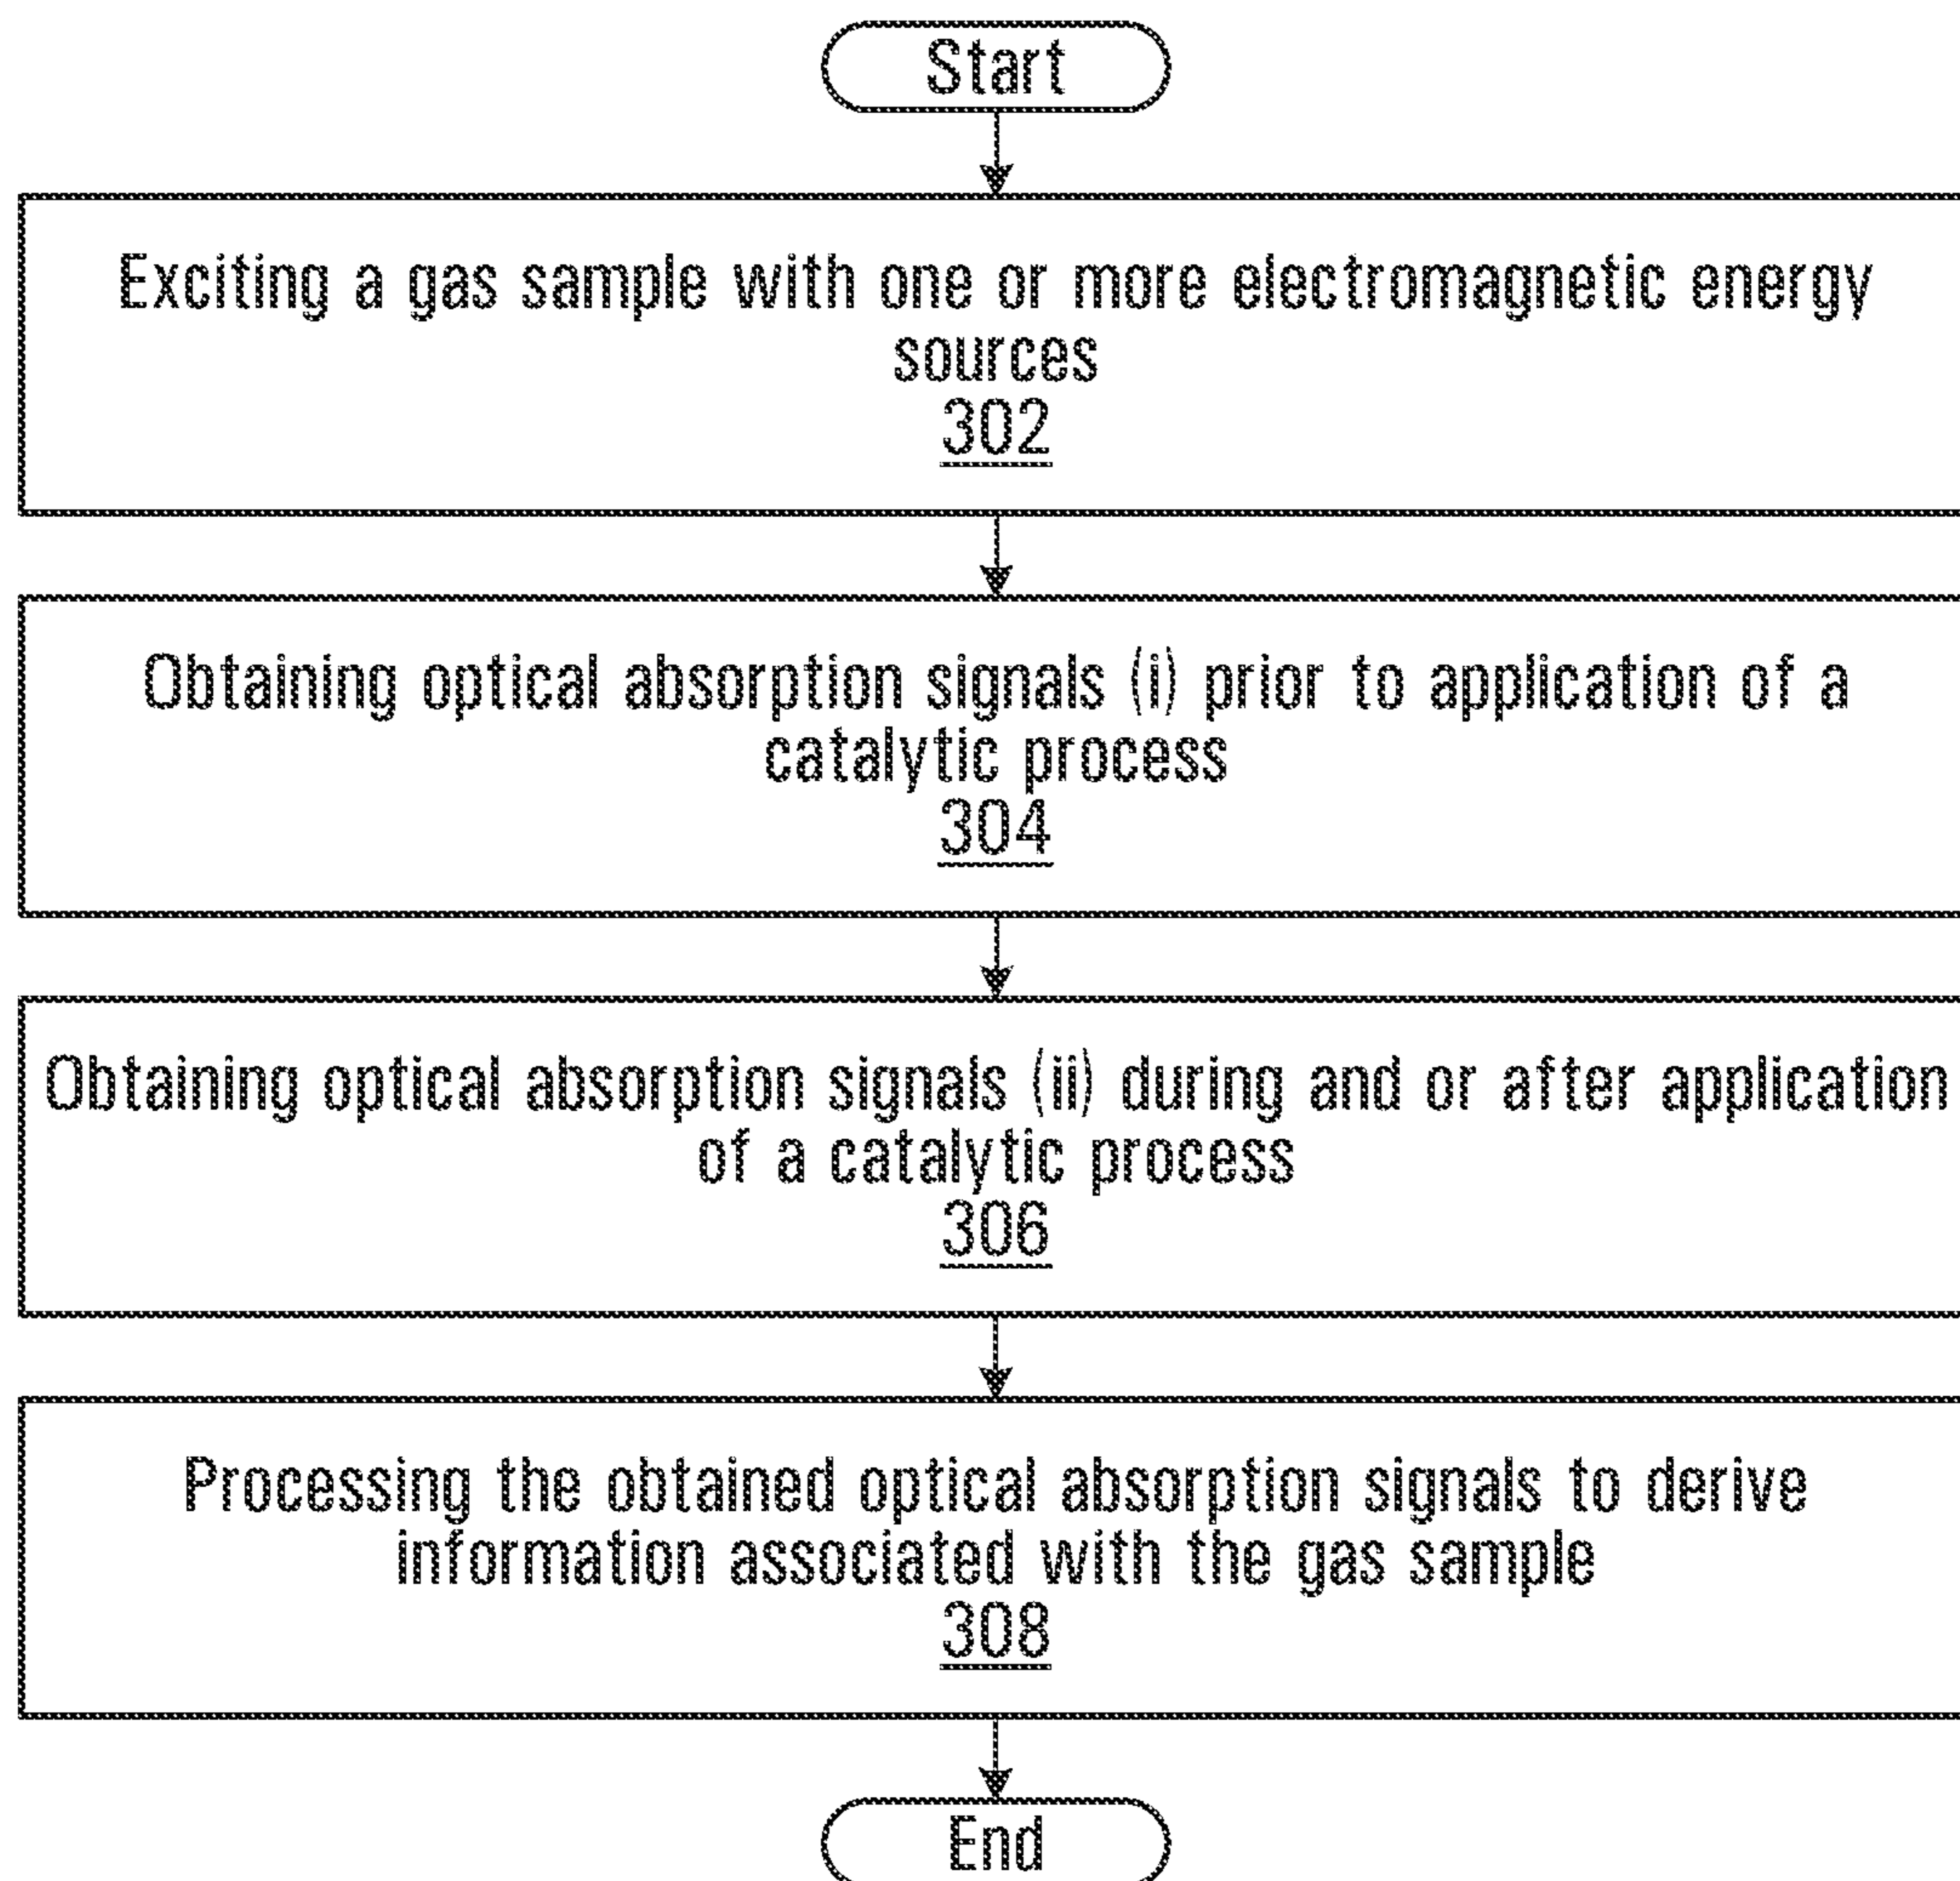 Start
Exciting a gas sample with one or more electromagnetic energy
sources
302
Obtaining optical absorption signals (i) prior to application of a
catalytic process
304
Obtaining optical absorption signals (ii) during and or after application
of a catalytic process
306
Processing the obtained optical absorption signals to derive
information associated with the gas sample
308
End